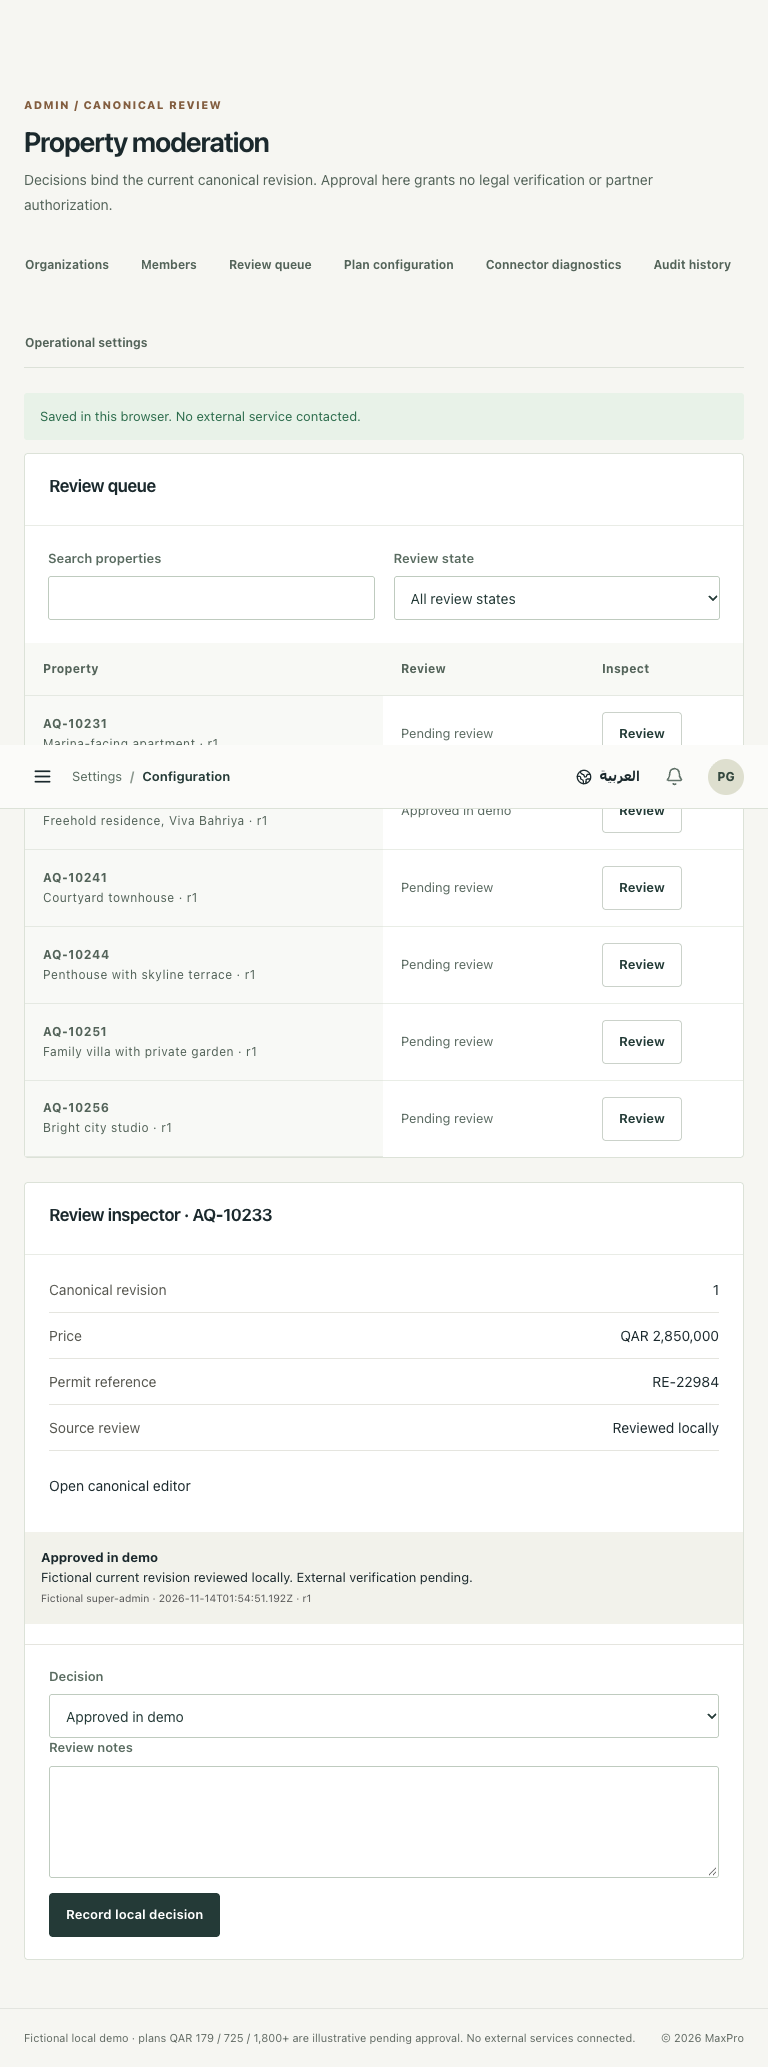 ADMIN / CANONICAL REVIEW
Property moderation
Decisions bind the current canonical revision. Approval here grants no legal verification or partner
authorization.
Organizations Members Review queue Plan configuration Connector diagnostics Audit history
Operational settings
Saved in this browser. No external service contacted.
Review queue
Search properties Review state
All review states
Property Review Inspect
AQ-10231
Marina-facing apartment · r1
Pending review Review
Settings / Configuration العربية PG
Freehold residence, Viva Bahriya · r1
Approved in demo Review
AQ-10241
Courtyard townhouse · r1
Pending review Review
AQ-10244
Penthouse with skyline terrace · r1
Pending review Review
AQ-10251
Family villa with private garden · r1
Pending review Review
AQ-10256
Bright city studio · r1
Pending review Review
Review inspector · AQ-10233
Canonical revision 1
Price QAR 2,850,000
Permit reference RE-22984
Source review Reviewed locally
Open canonical editor
Approved in demo
Fictional current revision reviewed locally. External verification pending.
Fictional super-admin · 2026-11-14T01:54:51.192Z · r1
Decision
Approved in demo
Review notes
Record local decision
Fictional local demo · plans QAR 179 / 725 / 1,800+ are illustrative pending approval. No external services connected. © 2026 MaxPro